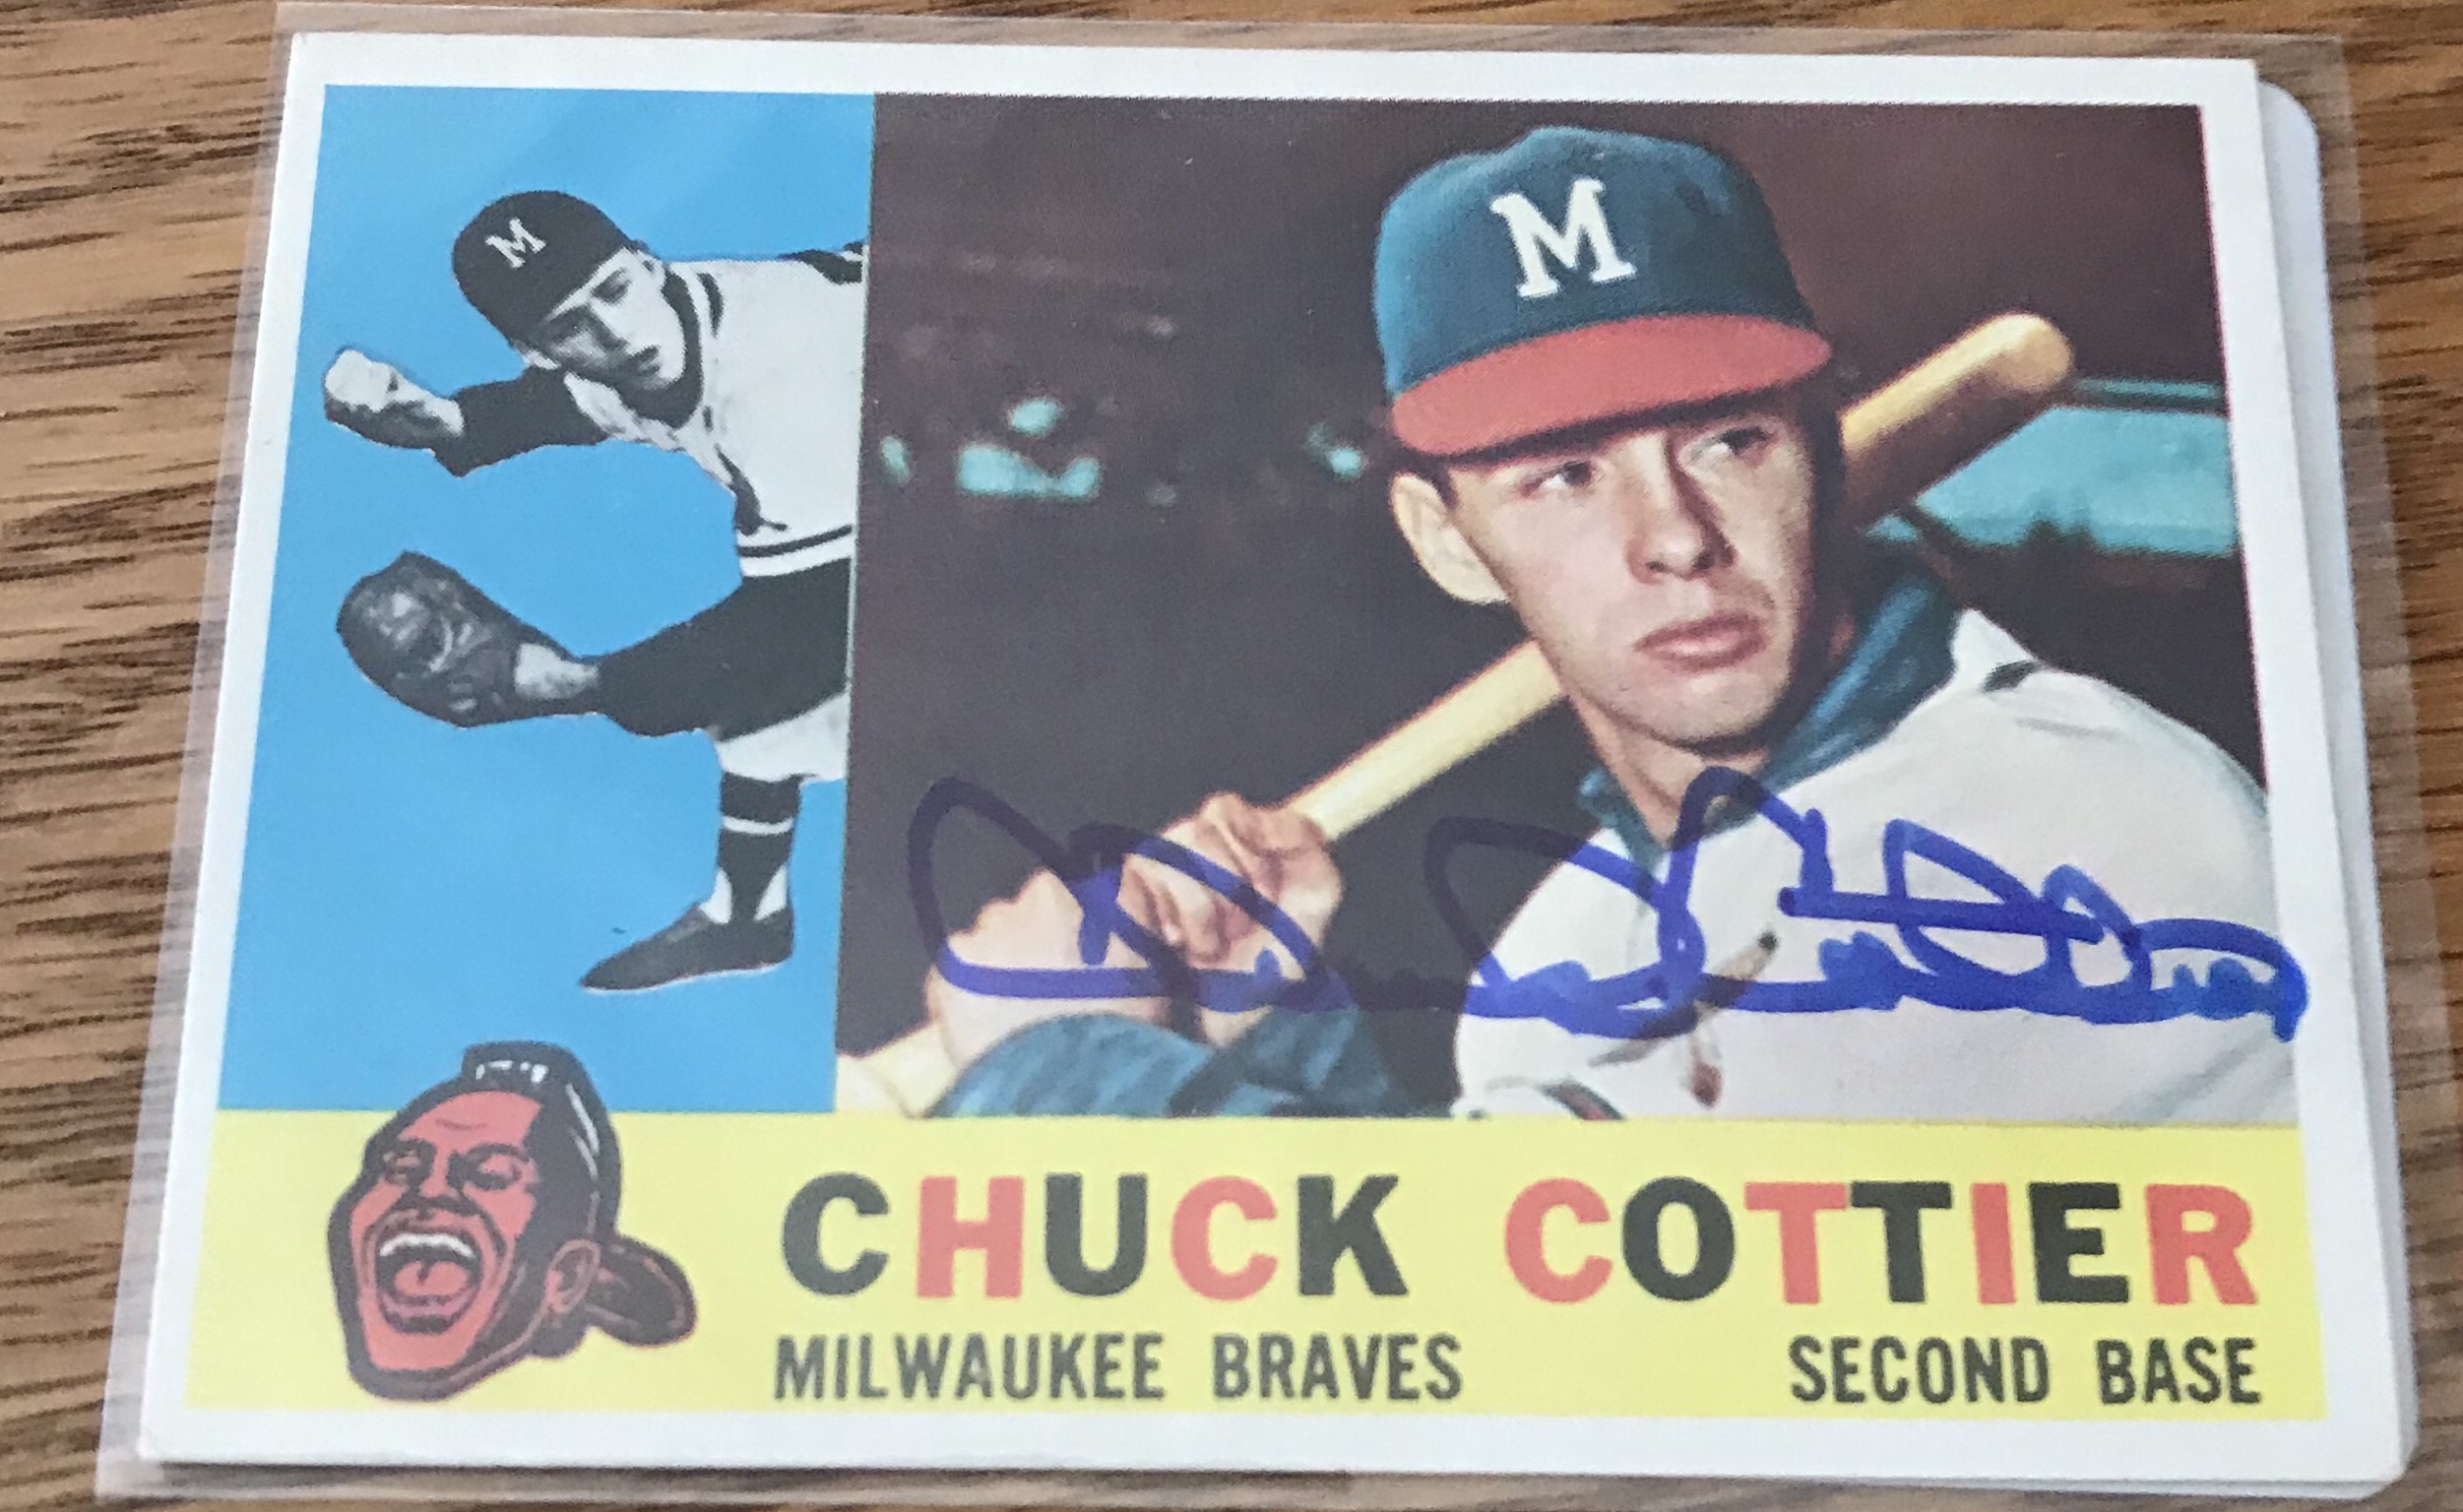 M
M
CHUCK COTTIER
MILWAUKEE BRAVES SECOND BASE